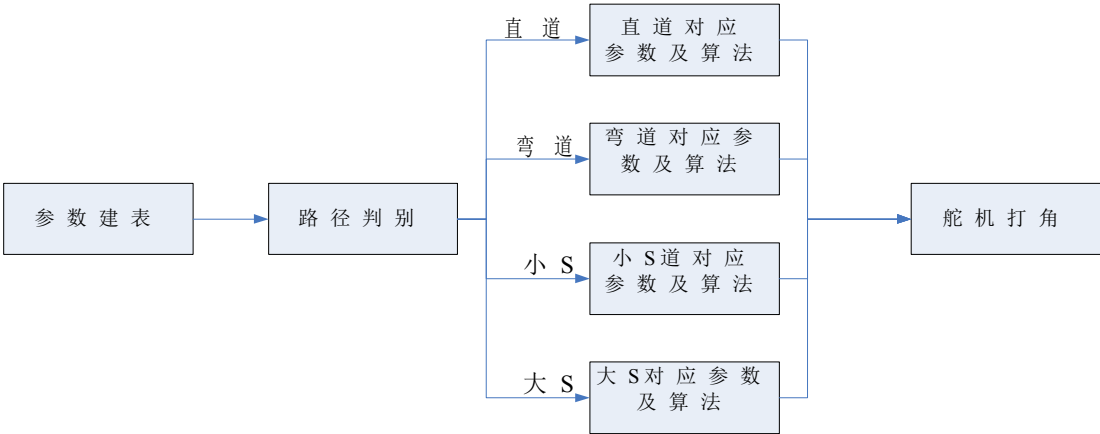 参数建表
路径判别
直道
直道对应
参数及算法
弯道
弯道对应参
数及算法
小S
小S道对应
参数及算法
大S
大S对应参数
及算法
舵机打角